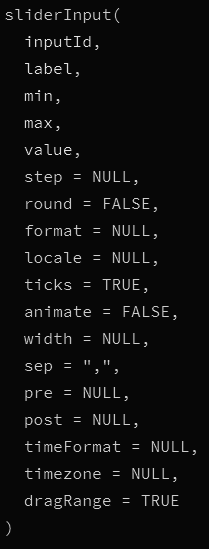 sliderInput(
  inputId,
  label,
  min,
  max,
  value,
  step = NULL,
  round = FALSE,
  format = NULL,
  locale = NULL,
  ticks = TRUE,
  animate = FALSE,
  width = NULL,
  sep = ",",
  pre = NULL,
  post = NULL,
  timeFormat = NULL,
  timezone = NULL,
  dragRange = TRUE
)